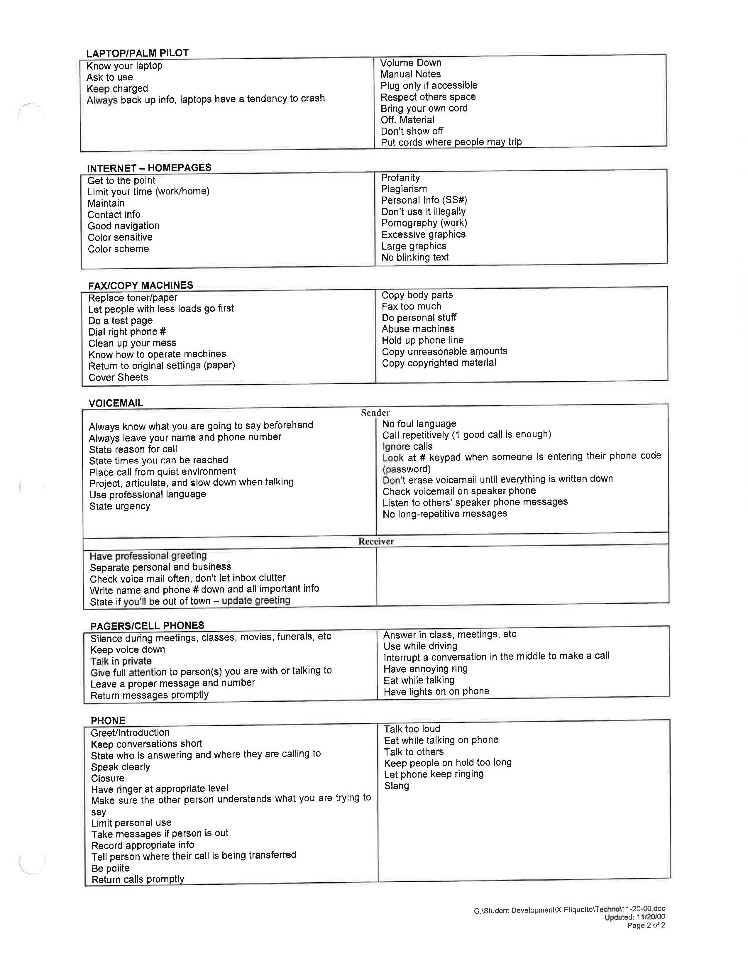 LAPTOP/PALM PILOT
Know your laptop
Ask to use
Keep charged
Always back up info, laptops have a tendency to crash
Volume Down
Manual Notes
Plug only if accessible
Respect others space
Bring your own cord
Off. Material
Don't show off
Put cords where people may trip
INTERNET – HOMEPAGES
Get to the point
Limit your time (work/home)
Maintain
Contact info
Good navigation
Color sensitive
Color scheme
Profanity
Plagiarism
Personal Info (SS#)
Don't use it illegally
Pornography (work)
Excessive graphics
Large graphics
No blinking text
FAX/COPY MACHINES
Replace toner/paper
Let people with less loads go first
Do a test page
Dial right phone #
Clean up your mess
Know how to operate machines
Return to original settings (paper)
Cover Sheets
Copy body parts
Fax too much
Do personal stuff
Abuse machines
Hold up phone line
Copy unreasonable amounts
Copy copyrighted material
VOICEMAIL
Sender
Always know what you are going to say beforehand
Always leave your name and phone number
State reason for call
State times you can be reached
Place call from quiet environment
Project, articulate, and slow down when talking
Use professional language
State urgency
No foul language
Call repetitively (1 good call is enough)
Ignore calls
Look at # keypad when someone is entering their phone code
(password)
Don't erase voicemail until everything is written down
Check voicemail on speaker phone
Listen to others' speaker phone messages
No long-repetitive messages
Receiver
Have professional greeting
Separate personal and business
Check voice mail often, don't let inbox clutter
Write name and phone # down and all important info
State if you'll be out of town – update greeting
PAGERS/CELL PHONES
Silence during meetings, classes, movies, funerals, etc
Keep voice down
Talk in private
Give full attention to person(s) you are with or talking to
Leave a proper message and number
Return messages promptly
Answer in class, meetings, etc
Use while driving
Interrupt a conversation in the middle to make a call
Have annoying ring
Eat while talking
Have lights on on phone
PHONE
Greet/Introduction
Keep conversations short
State who is answering and where they are calling to
Speak clearly
Closure
Have ringer at appropriate level
Make sure the other person understands what you are trying to
say
Limit personal use
Take messages if person is out
Record appropriate info
Tell person where their call is being transferred
Be polite
Return calls promptly
Talk too loud
Eat while talking on phone
Talk to others
Keep people on hold too long
Let phone keep ringing
Slang
G:\Student Development\X Etiquette\Techno\11-20-00.doc
Updated: 11/20/00
Page 2 of 2